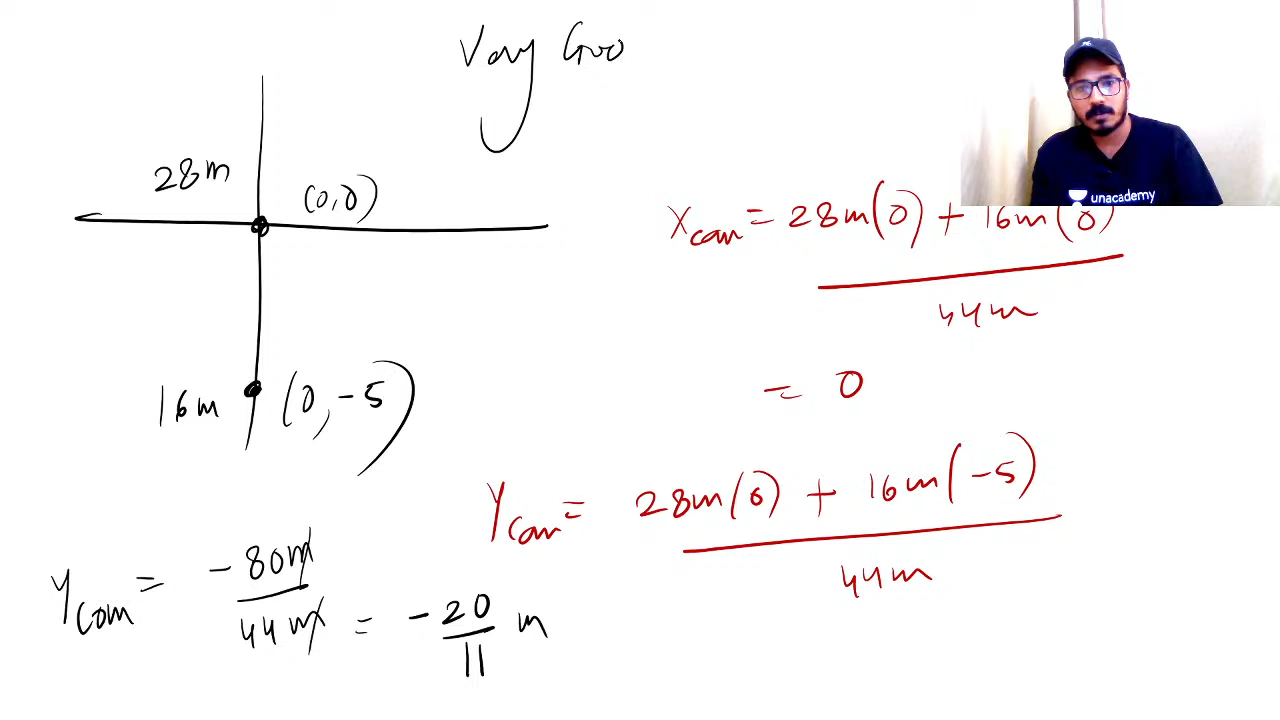 Very Goo
28m
(0,0)
unacademy
Xcom = 28m(0) + 16m(0)
44m
= 0
16m (0,-5)
Ycom = 28m(0) + 16m(-5)
44m
Ycom = -80m
44m
= -20
11
m